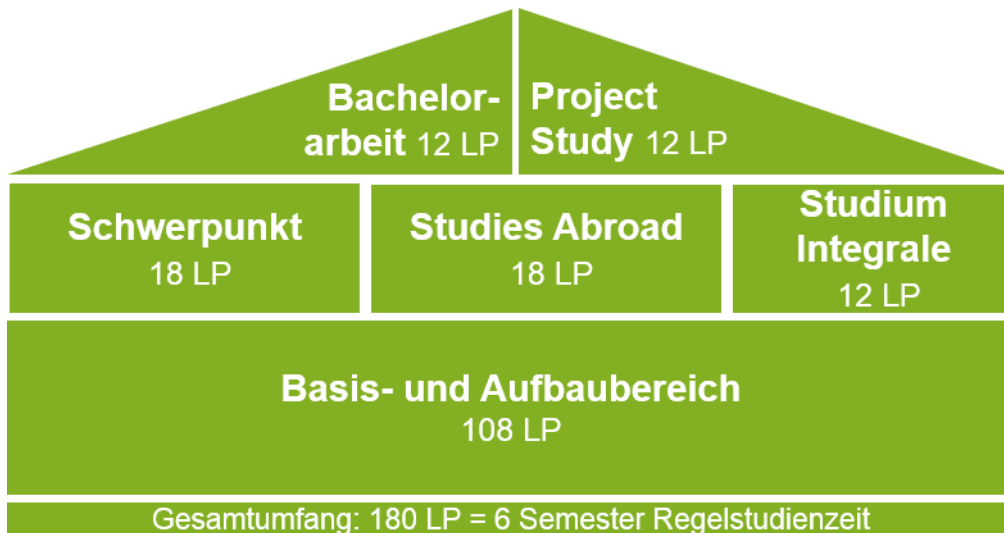 Bachelor-
arbeit 12 LP
Project
Study 12 LP
Schwerpunkt
18 LP
Studies Abroad
18 LP
Studium
Integrale
12 LP
Basis- und Aufbaubereich
108 LP
Gesamtumfang: 180 LP = 6 Semester Regelstudienzeit